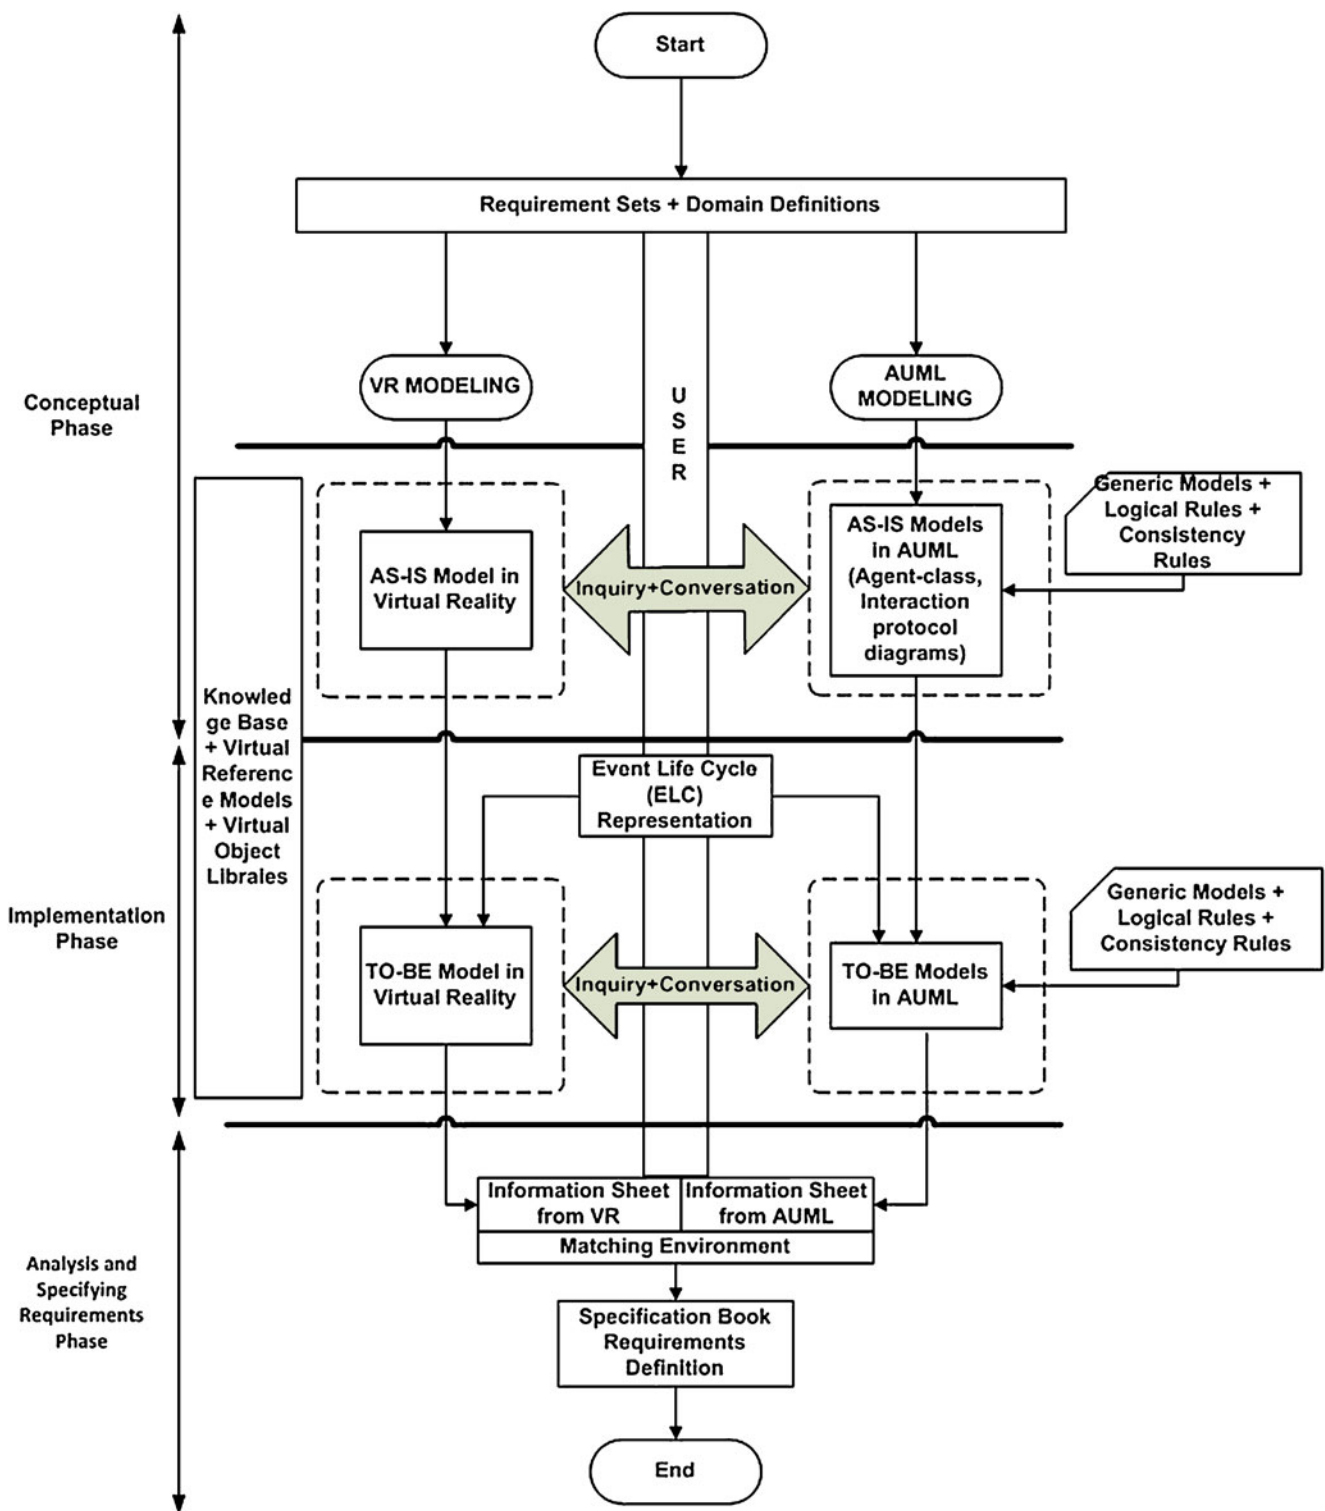 Start
Requirement Sets + Domain Definitions
VR MODELING
U
S
E
R
AUML
MODELING
Conceptual
Phase
AS-IS Model in
Virtual Reality
Inquiry+Conversation
AS-IS Models
in AUML
(Agent-class,
Interaction
protocol
diagrams)
Generic Models +
Logical Rules +
Consistency
Rules
Knowled
ge Base
+ Virtual
Referenc
e Models
+ Virtual
Object
Librales
Event Life Cycle
(ELC)
Representation
Implementation
Phase
TO-BE Model in
Virtual Reality
Inquiry+Conversation
TO-BE Models
in AUML
Generic Models +
Logical Rules +
Consistency Rules
Information Sheet
from VR
Information Sheet
from AUML
Matching Environment
Analysis and
Specifying
Requirements
Phase
Specification Book
Requirements
Definition
End